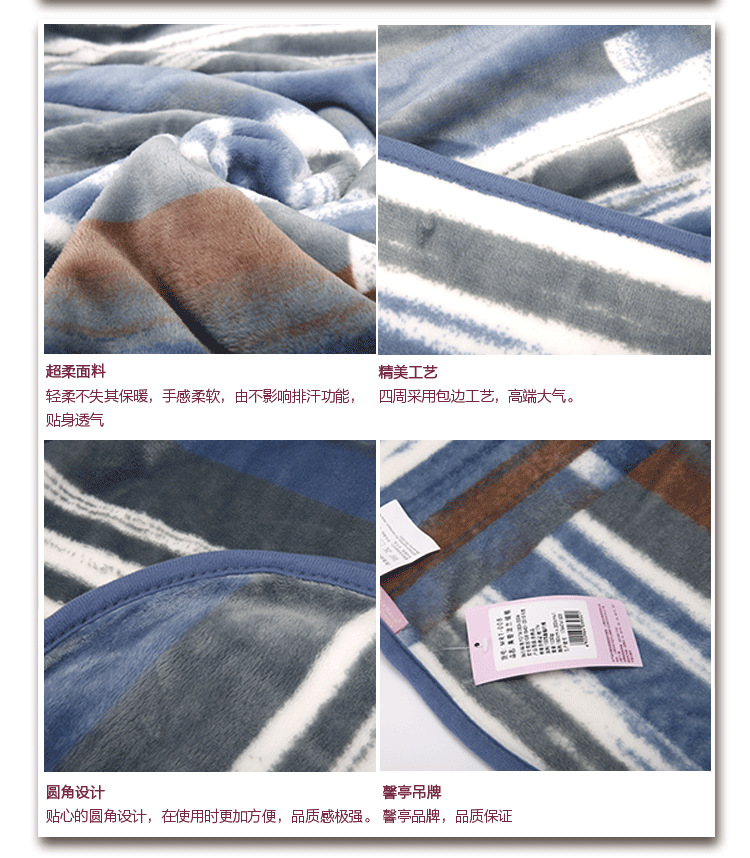 超柔面料
轻柔不失其保暖，手感柔软，由不影响排汗功能，
贴身透气
精美工艺
四周采用包边工艺，高端大气。
圆角设计
贴心的圆角设计，在使用时更加方便，品质感极强。
馨亭吊牌
馨亭品牌，品质保证